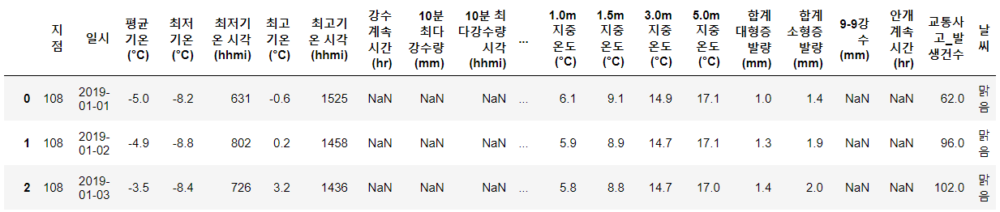 지점 일시 평균기온(°C) 최저기온(°C) 최저기온 시각(hhmi) 최고기온(°C) 최고기온 시각(hhmi) 강수 계속시간(hr) 10분 최다 강수량(mm) 10분 최다강수량 시각(hhmi) ... 1.0m 지중온도(°C) 1.5m 지중온도(°C) 3.0m 지중온도(°C) 5.0m 지중온도(°C) 합계 대형증발량(mm) 합계 소형증발량(mm) 9-9강수(mm) 안개 계속시간(hr) 교통사고_발생건수 날씨
0 108 2019-01-01 -5.0 -8.2 631 -0.6 1525 NaN NaN NaN ... 6.1 9.1 14.9 17.1 1.0 1.4 NaN NaN 62.0 맑음
1 108 2019-01-02 -4.9 -8.8 802 0.2 1458 NaN NaN NaN ... 5.9 8.9 14.7 17.1 1.3 1.9 NaN NaN 96.0 맑음
2 108 2019-01-03 -3.5 -8.4 726 3.2 1436 NaN NaN NaN ... 5.8 8.8 14.7 17.0 1.4 2.0 NaN NaN 102.0 맑음